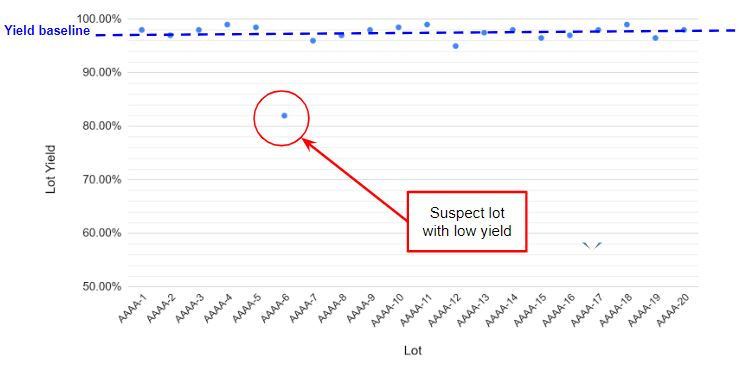 100.00%
Yield baseline
90.00%
80.00%
70.00%
60.00%
50.00%
Lot Yield
Suspect lot
with low yield
AAAA-1
AAAA-2
AAAA-3
AAAA-4
AAAA-5
AAAA-6
AAAA-7
AAAA-8
AAAA-9
AAAA-10
AAAA-11
AAAA-12
AAAA-13
AAAA-14
AAAA-15
AAAA-16
AAAA-17
AAAA-18
AAAA-19
AAAA-20
Lot